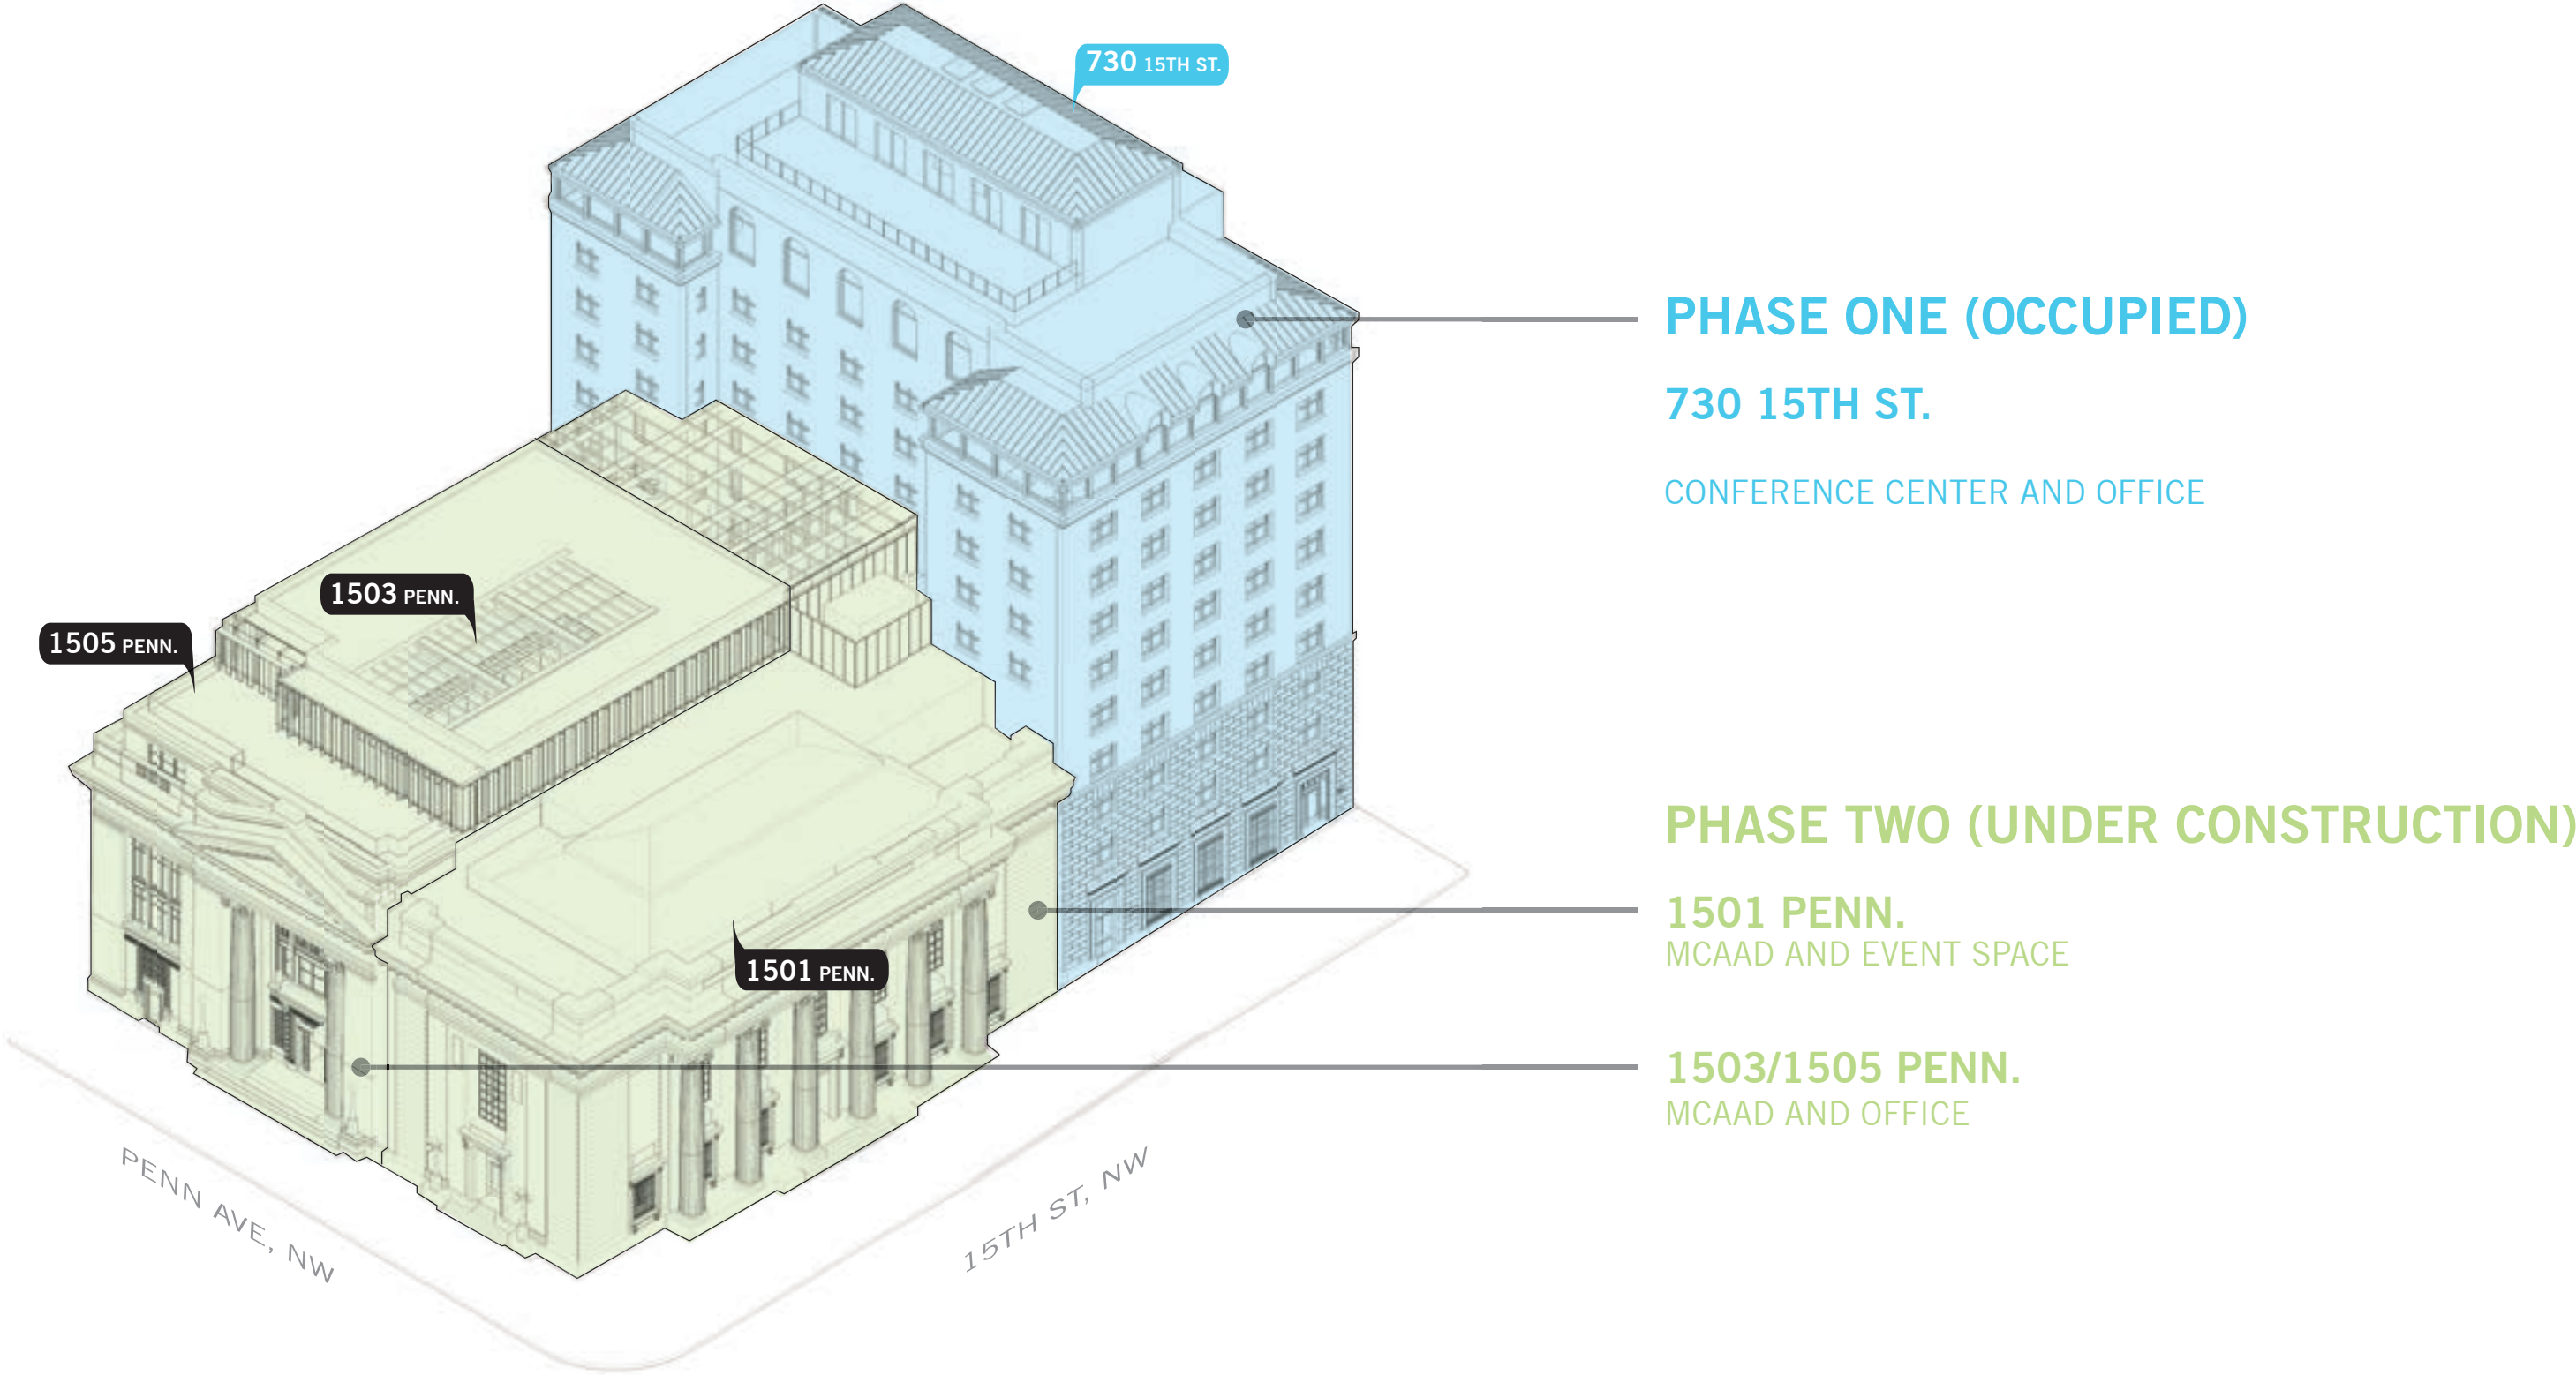 730 15TH ST.
PHASE ONE (OCCUPIED)
730 15TH ST.
CONFERENCE CENTER AND OFFICE
1503 PENN.
1505 PENN.
PHASE TWO (UNDER CONSTRUCTION)
1501 PENN.
MCAAD AND EVENT SPACE
1501 PENN.
1503/1505 PENN.
MCAAD AND OFFICE
PENN AVE, NW
15TH ST, NW